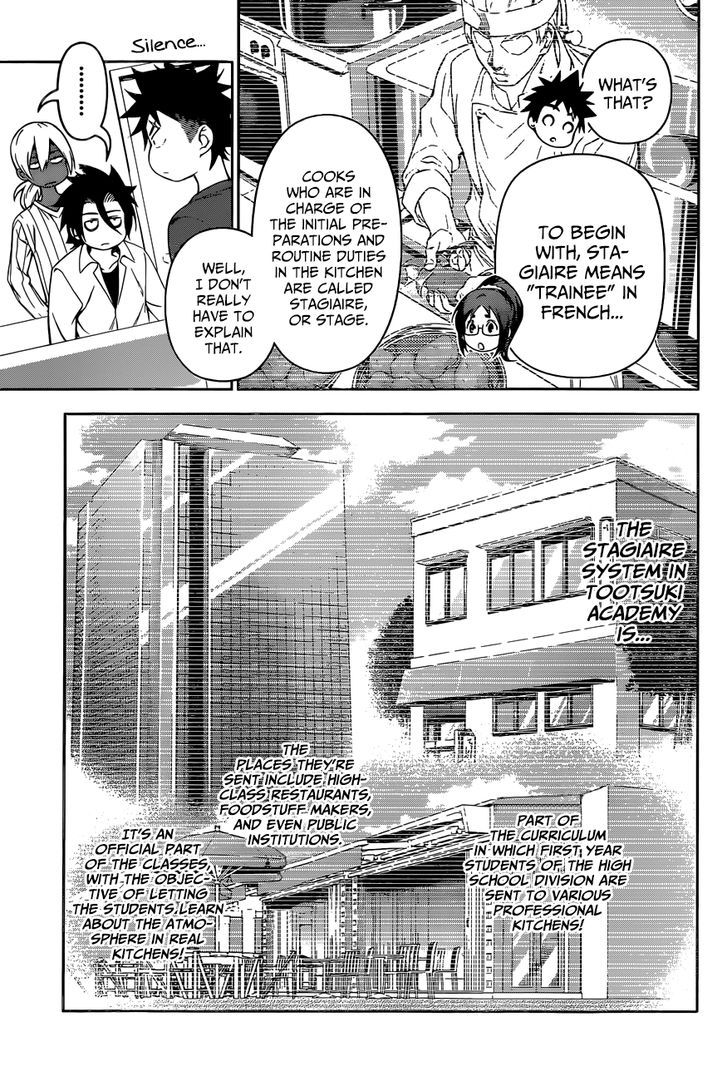 WHAT'S
THAT?
TO BEGIN
WITH, STA-
GIAIRE MEANS
"TRAINEE" IN
FRENCH...
COOKS
WHO ARE IN
CHARGE OF
THE INITIAL PRE-
PARATIONS AND
ROUTINE DUTIES
IN THE KITCHEN
ARE CALLED
STAGIAIRE,
OR STAGE.
WELL,
I DON'T
REALLY
HAVE TO
EXPLAIN
THAT.
Silence...
.........
THE
STAGIAIRE
SYSTEM IN
TOOTSUKI
ACADEMY
IS...
PART OF
THE CURRICULUM
IN WHICH FIRST YEAR
STUDENTS OF THE HIGH
SCHOOL DIVISION ARE
SENT TO VARIOUS
PROFESSIONAL
KITCHENS!
THE
PLACES THEY'RE
SENT INCLUDE HIGH-
CLASS RESTAURANTS,
FOODSTUFF MAKERS,
AND EVEN PUBLIC
INSTITUTIONS.
IT'S AN
OFFICIAL PART
OF THE CLASSES,
WITH THE OBJEC-
TIVE OF LETTING
THE STUDENTS LEARN
ABOUT THE ATMO-
SPHERE IN REAL
KITCHENS!